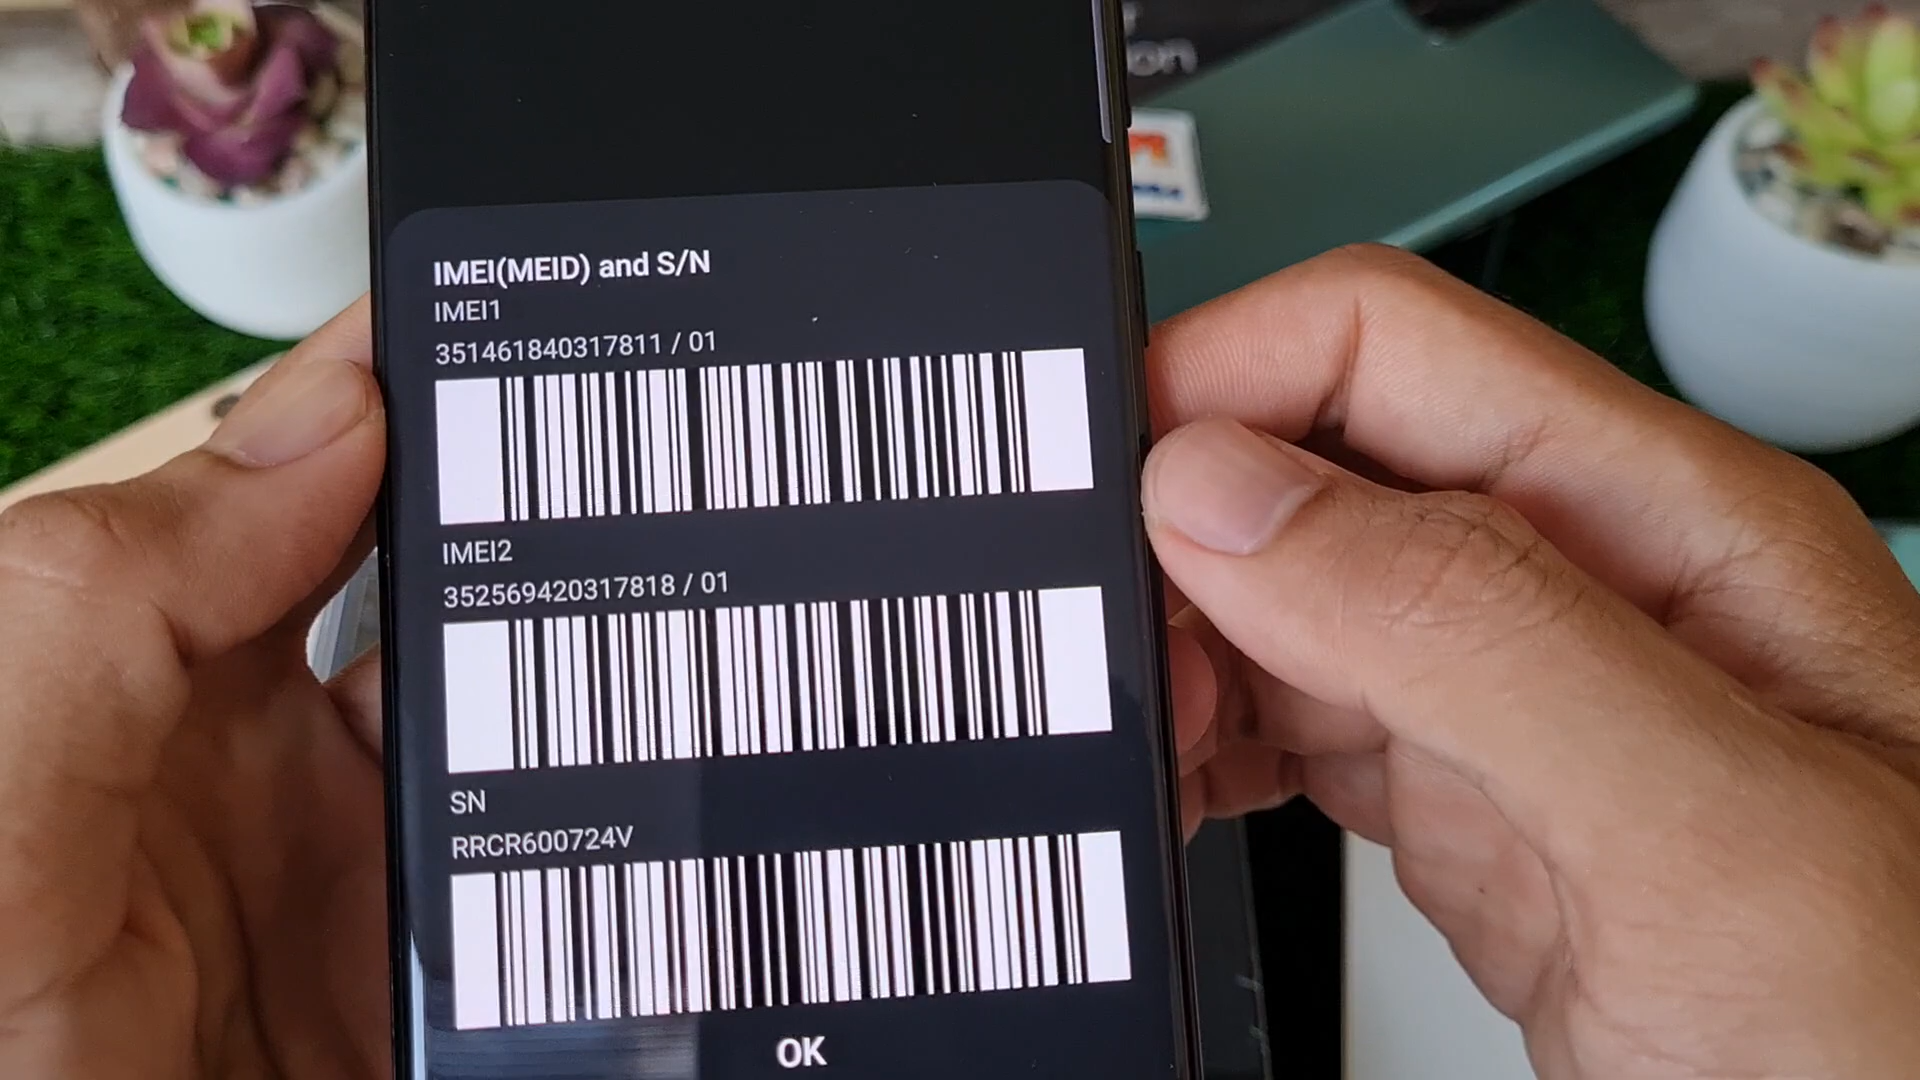 IMEI(MEID) and S/N
IMEI1
351461840317811 / 01
IMEI2
352569420317818 / 01
SN
RRCR600724V
OK